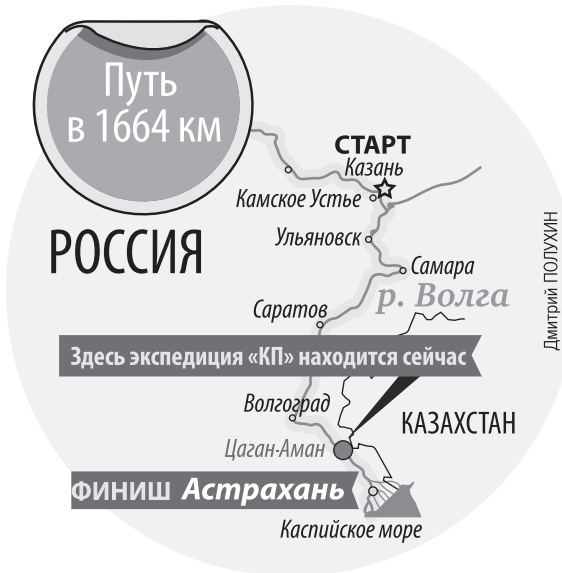 Путь
в 1664 км
СТАРТ
Казань
Камское Устье
РОССИЯ
Ульяновск
Самара
р. Волга
Саратов
Здесь экспедиция «КП» находится сейчас
Волгоград
КАЗАХСТАН
Цаган-Аман
ФИНИШ Астрахань
Каспийское море
Дмитрий ПОЛУХИН